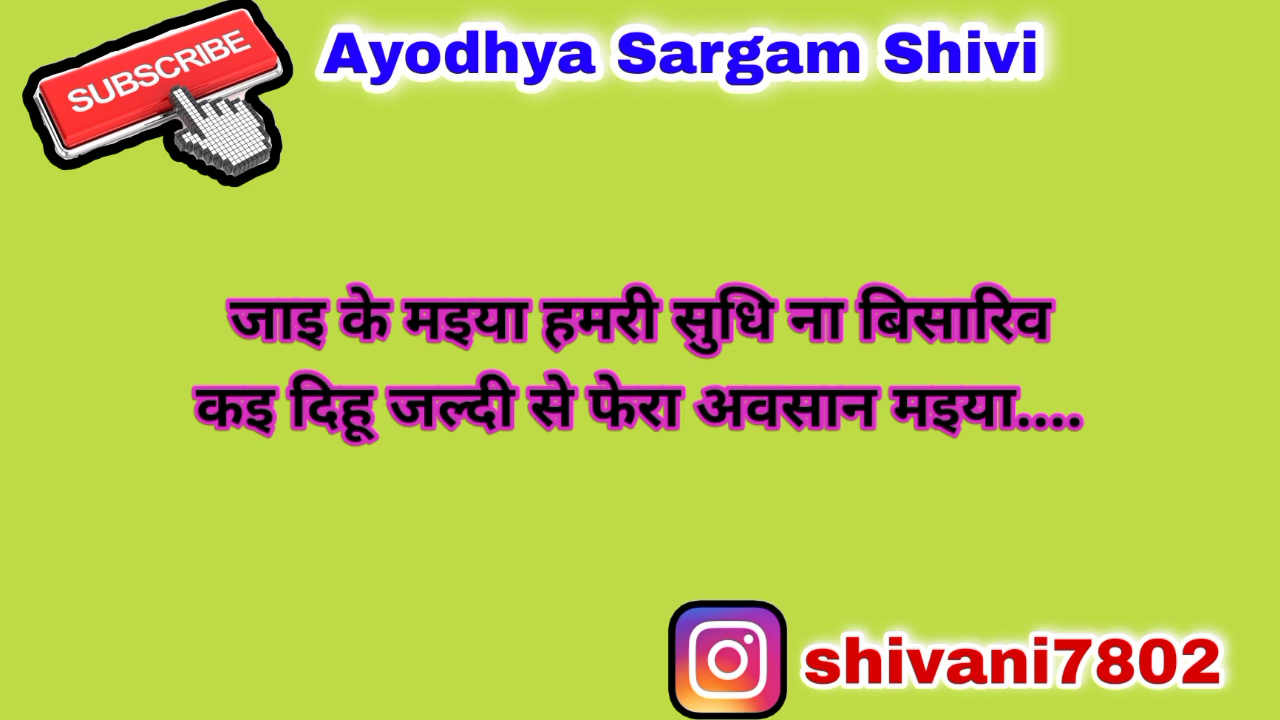 SUBSCRIBE
Ayodhya Sargam Shivi
जाइ के मइया हमरी सुधि ना बिसारिव
कइ दिहू जल्दी से फेरा अवसान मइया....
shivani7802